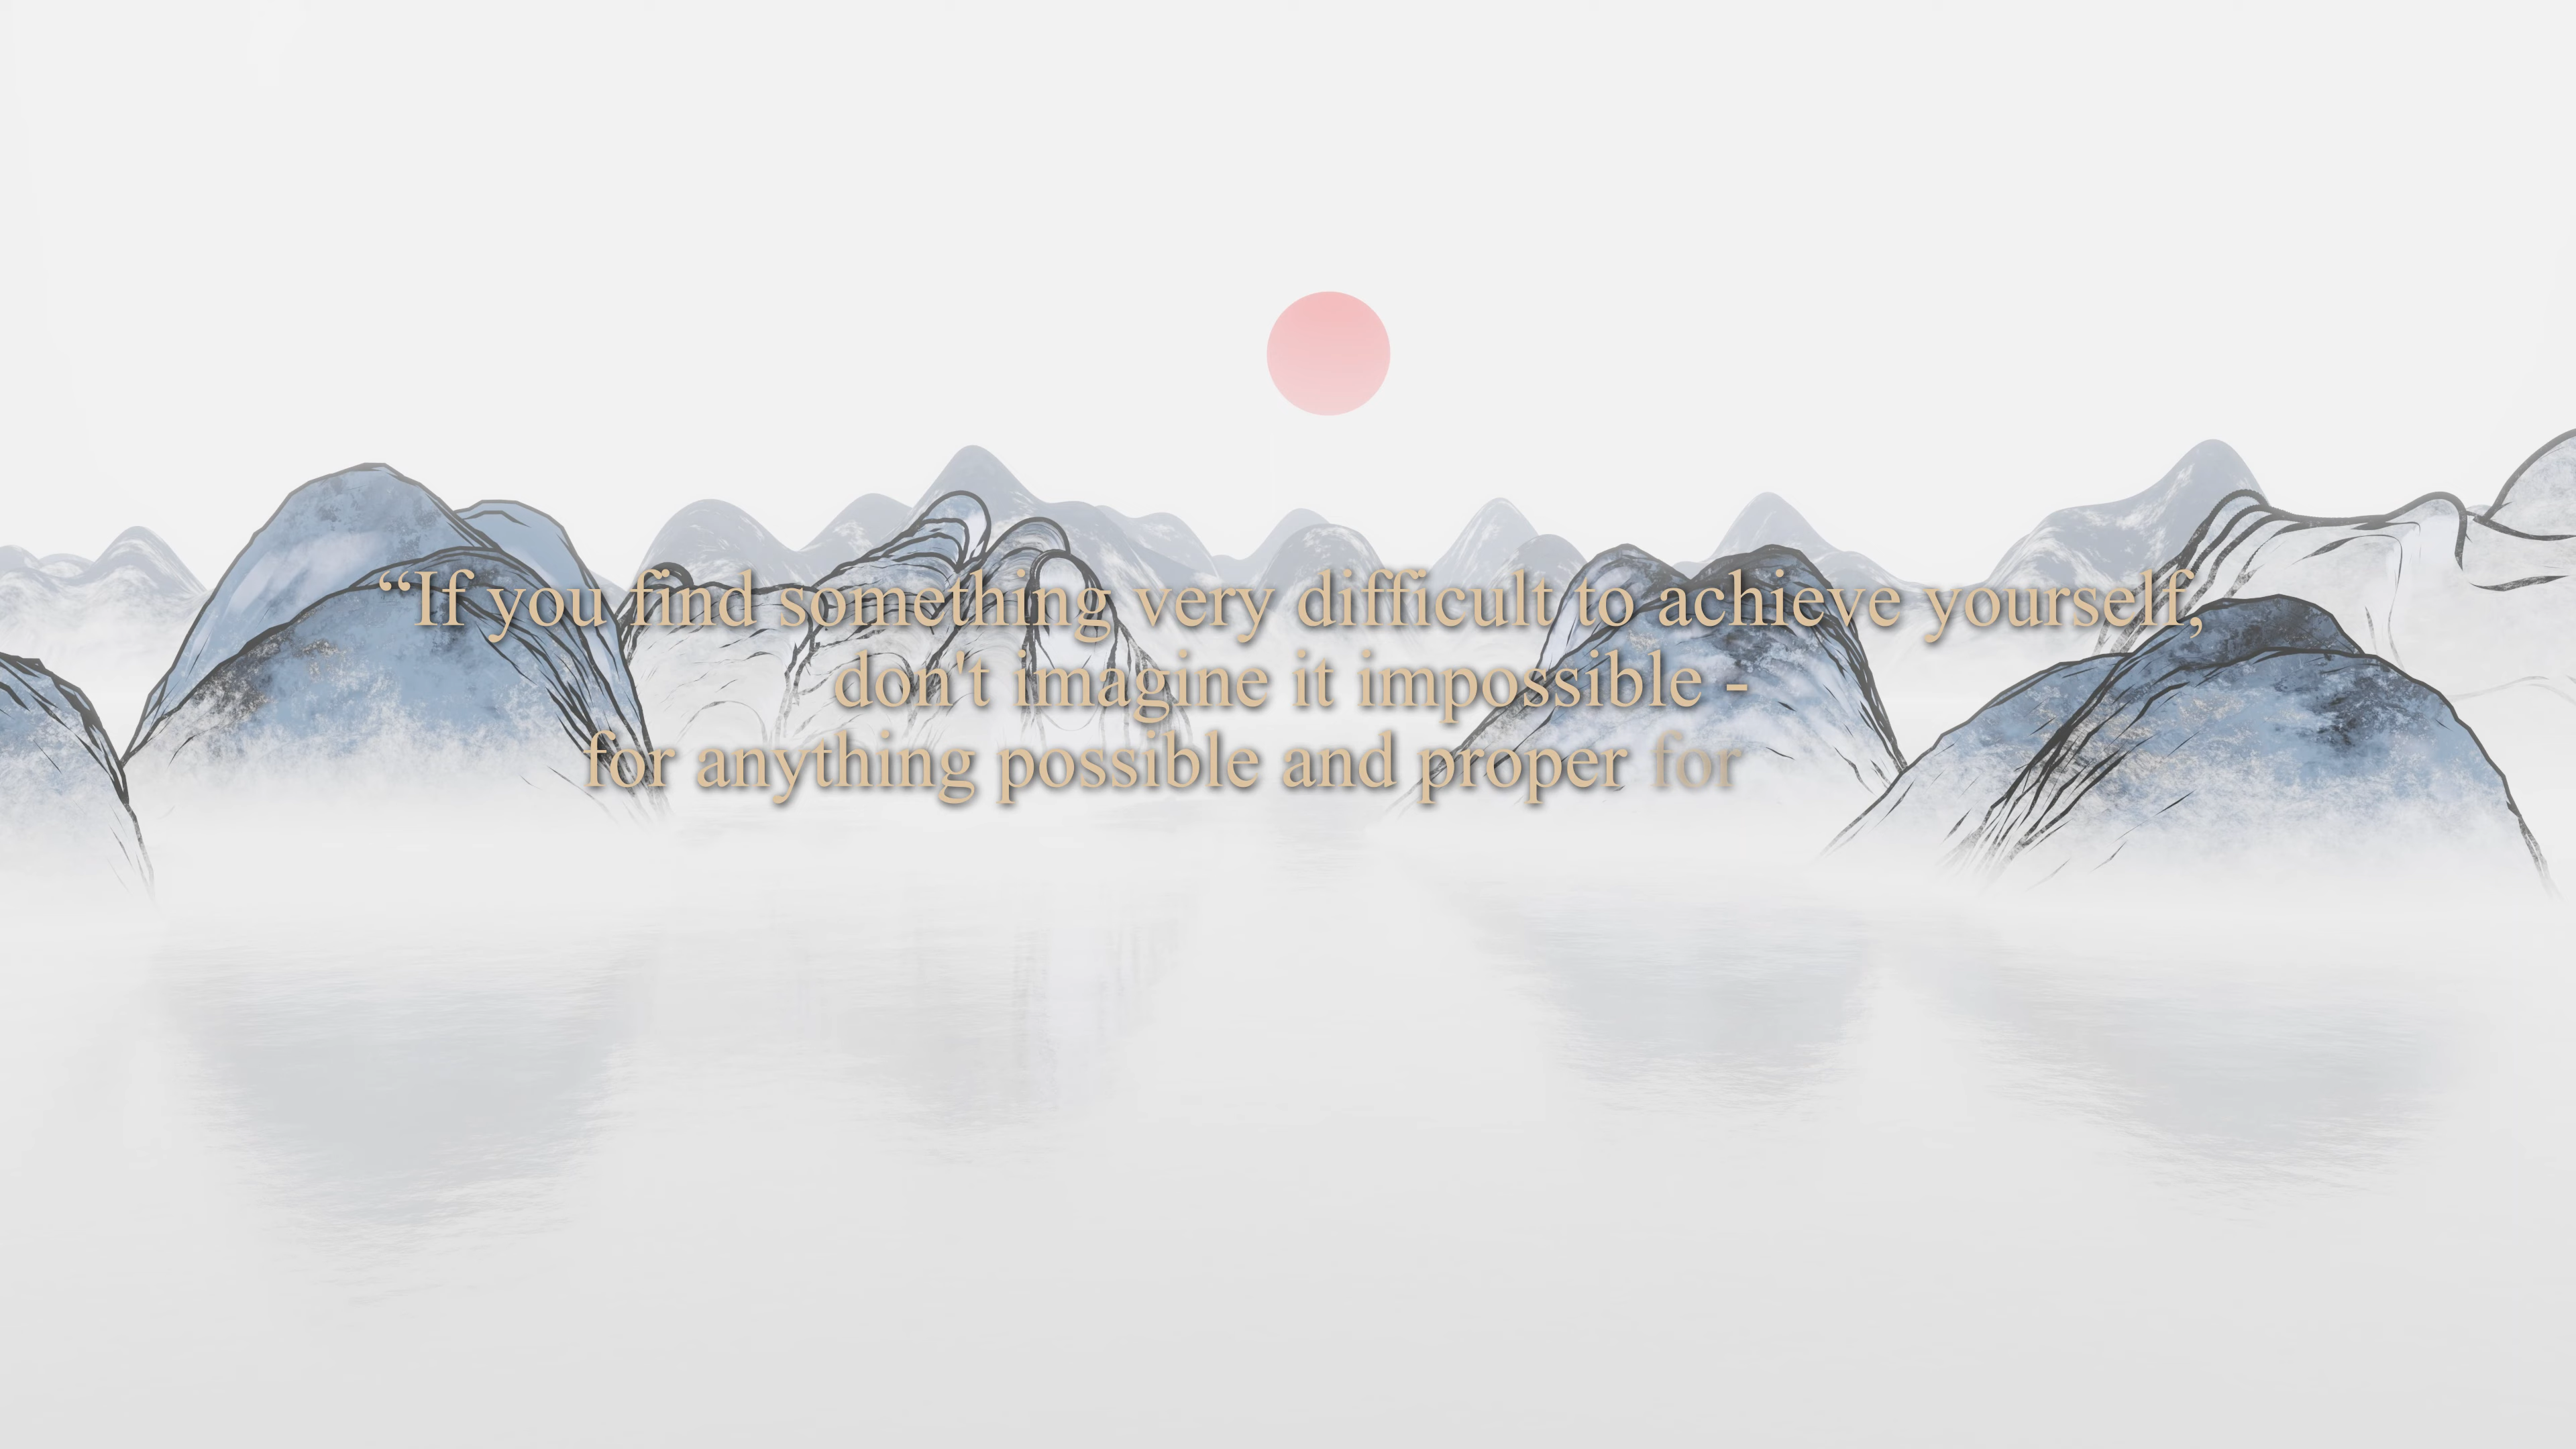 “If you find something very difficult to achieve yourself,
don't imagine it impossible -
for anything possible and proper for